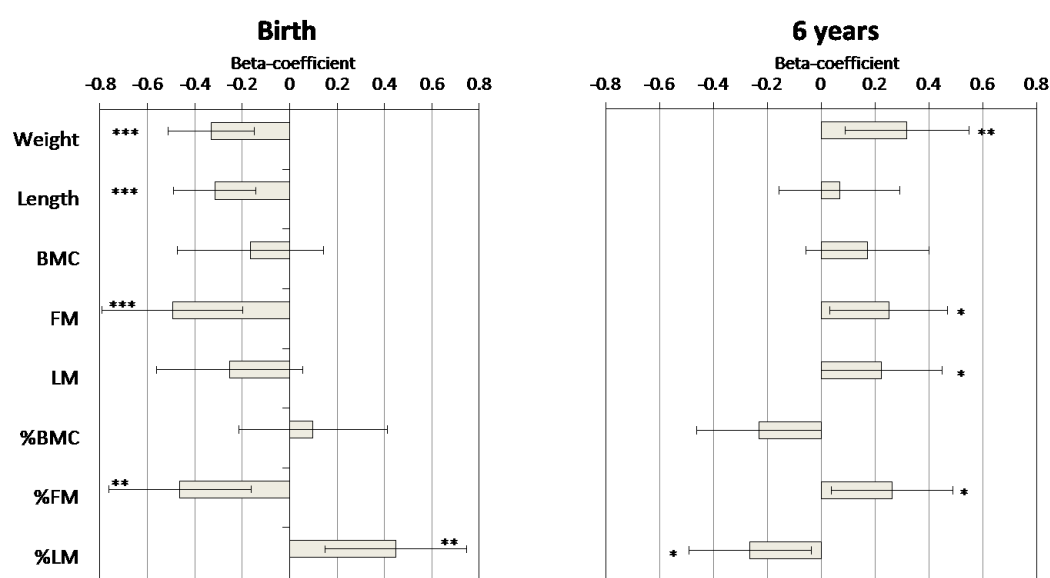 Birth 6 years
Beta-coefficient Beta-coefficient
-0.8 -0.6 -0.4 -0.2 0 0.2 0.4 0.6 0.8 -0.8 -0.6 -0.4 -0.2 0 0.2 0.4 0.6 0.8
Weight *** **
Length ***
BMC
FM *** *
LM *
%BMC
%FM ** *
%LM ** *